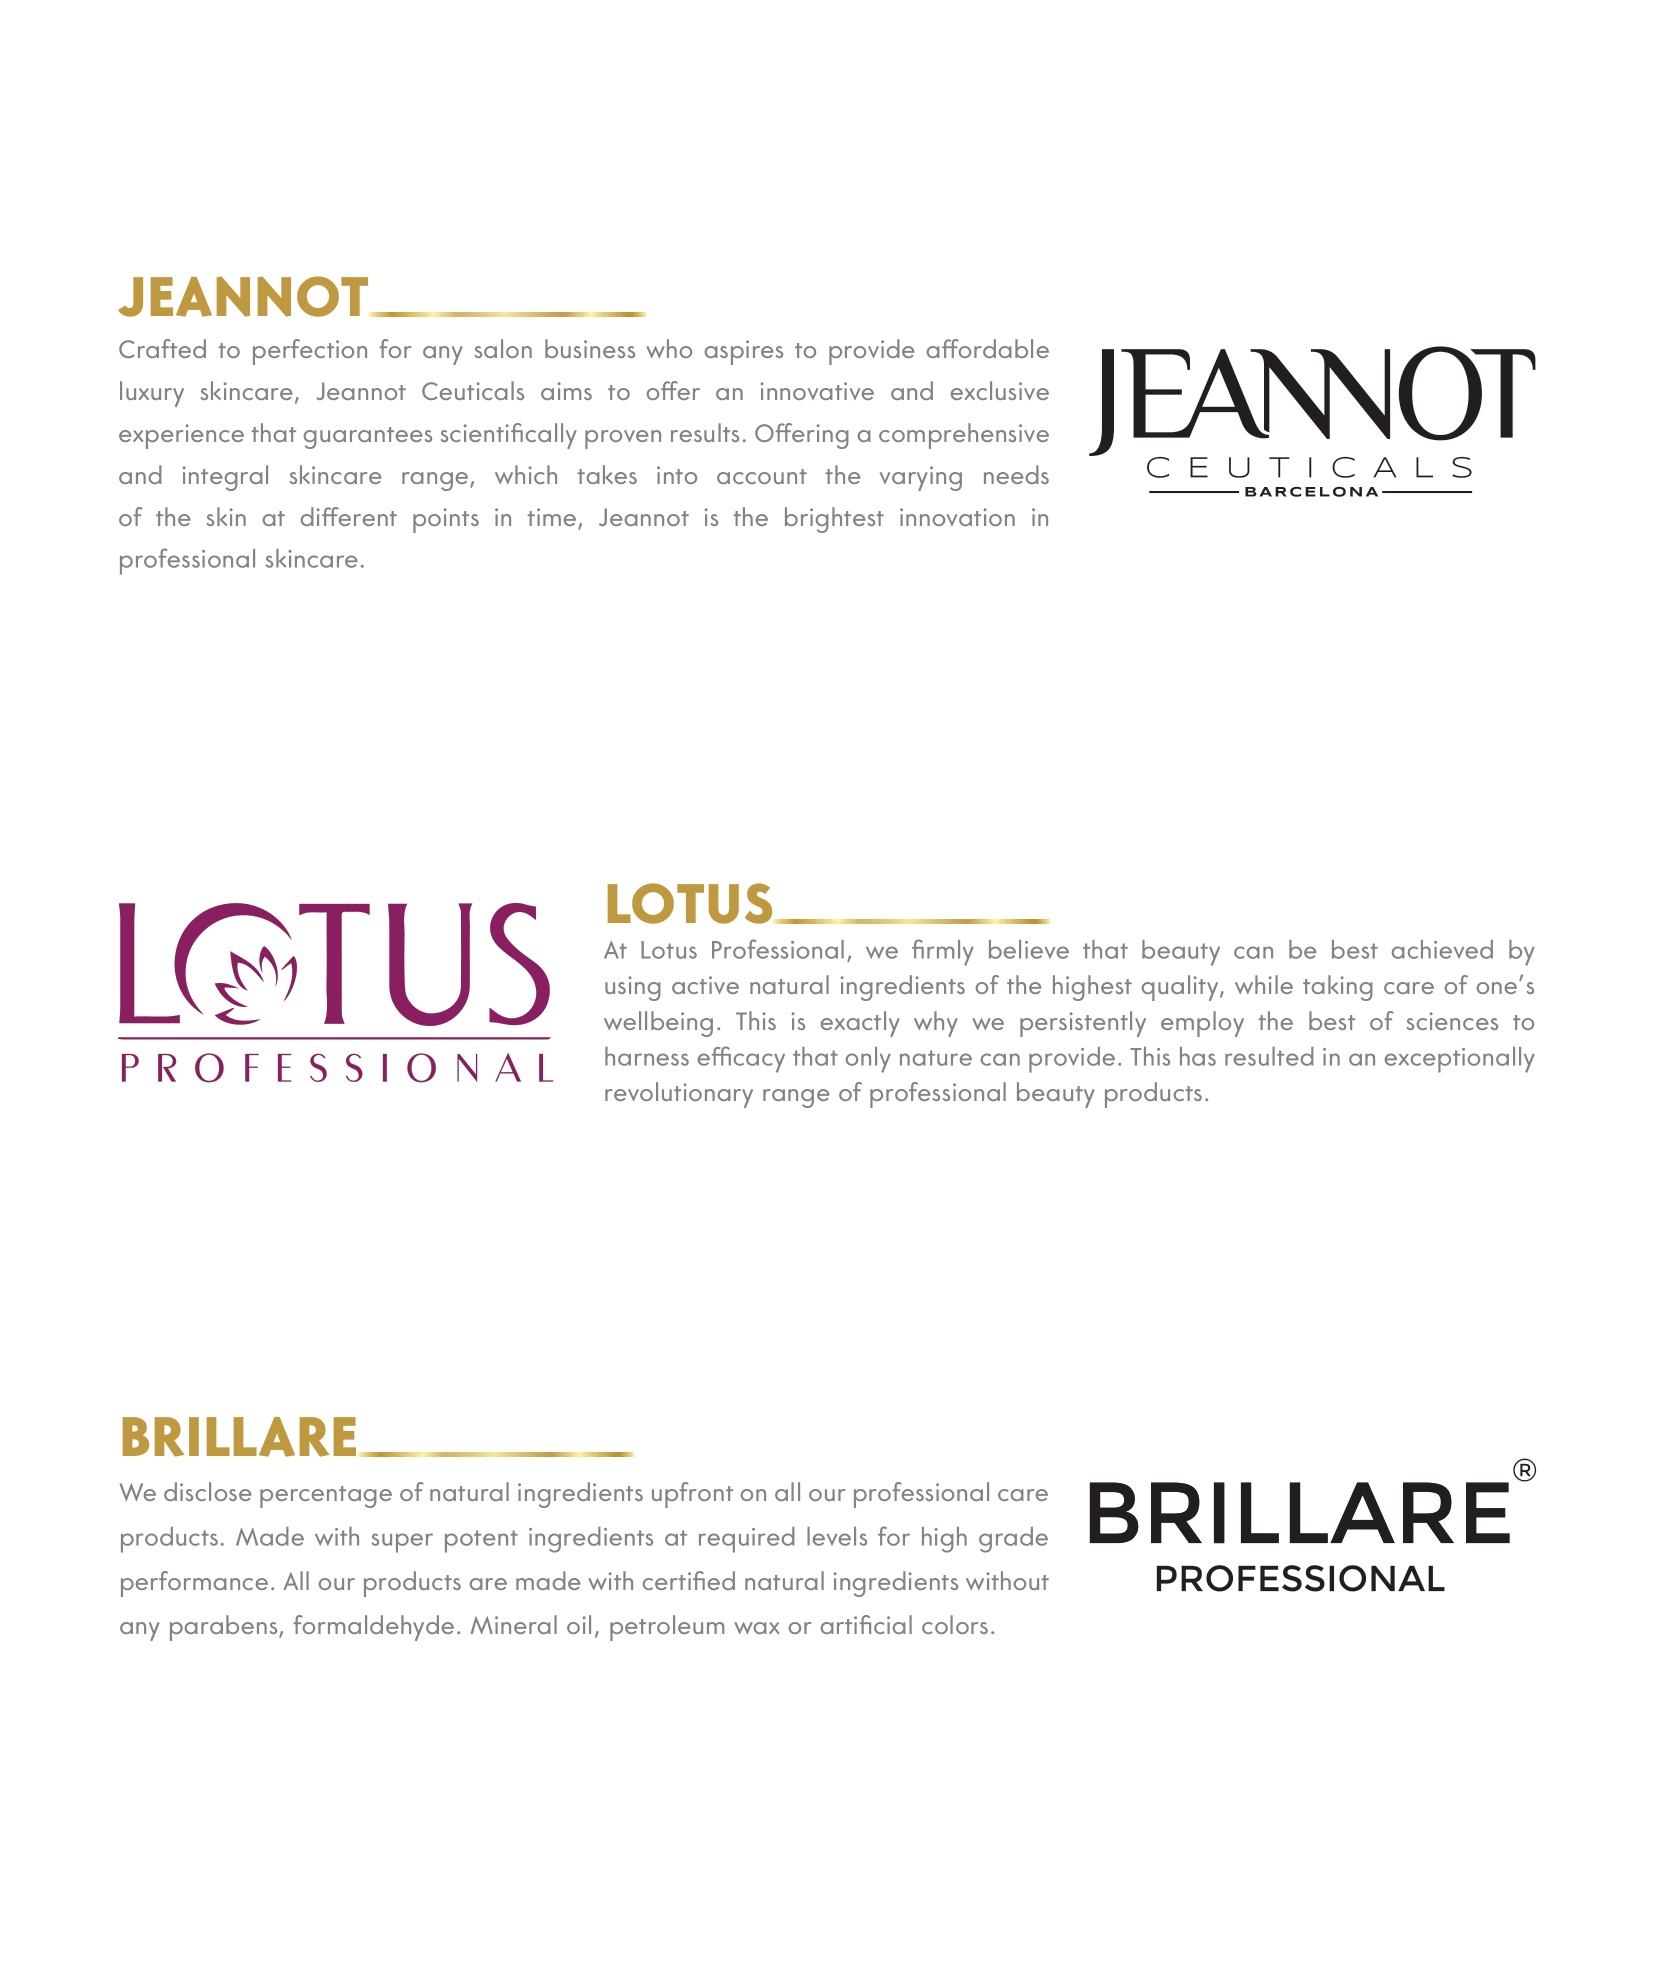 JEANNOT
Crafted to perfection for any salon business who aspires to provide affordable
luxury skincare, Jeannot Ceuticals aims to offer an innovative and exclusive
experience that guarantees scientifically proven results. Offering a comprehensive
and integral skincare range, which takes into account the varying needs
of the skin at different points in time, Jeannot is the brightest innovation in
professional skincare.
JEANNOT
CEUTICALS
BARCELONA
LOTUS
PROFESSIONAL
LOTUS
At Lotus Professional, we firmly believe that beauty can be best achieved by
using active natural ingredients of the highest quality, while taking care of one’s
wellbeing. This is exactly why we persistently employ the best of sciences to
harness efficacy that only nature can provide. This has resulted in an exceptionally
revolutionary range of professional beauty products.
BRILLARE
We disclose percentage of natural ingredients upfront on all our professional care
products. Made with super potent ingredients at required levels for high grade
performance. All our products are made with certified natural ingredients without
any parabens, formaldehyde. Mineral oil, petroleum wax or artificial colors.
BRILLARE®
PROFESSIONAL